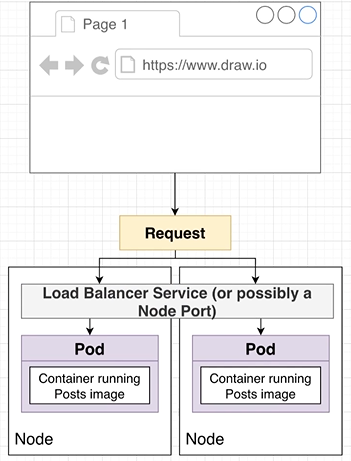 Page 1
https://www.draw.io
Request
Load Balancer Service (or possibly a
Node Port)
Pod
Container running
Posts image
Node
Pod
Container running
Posts image
Node